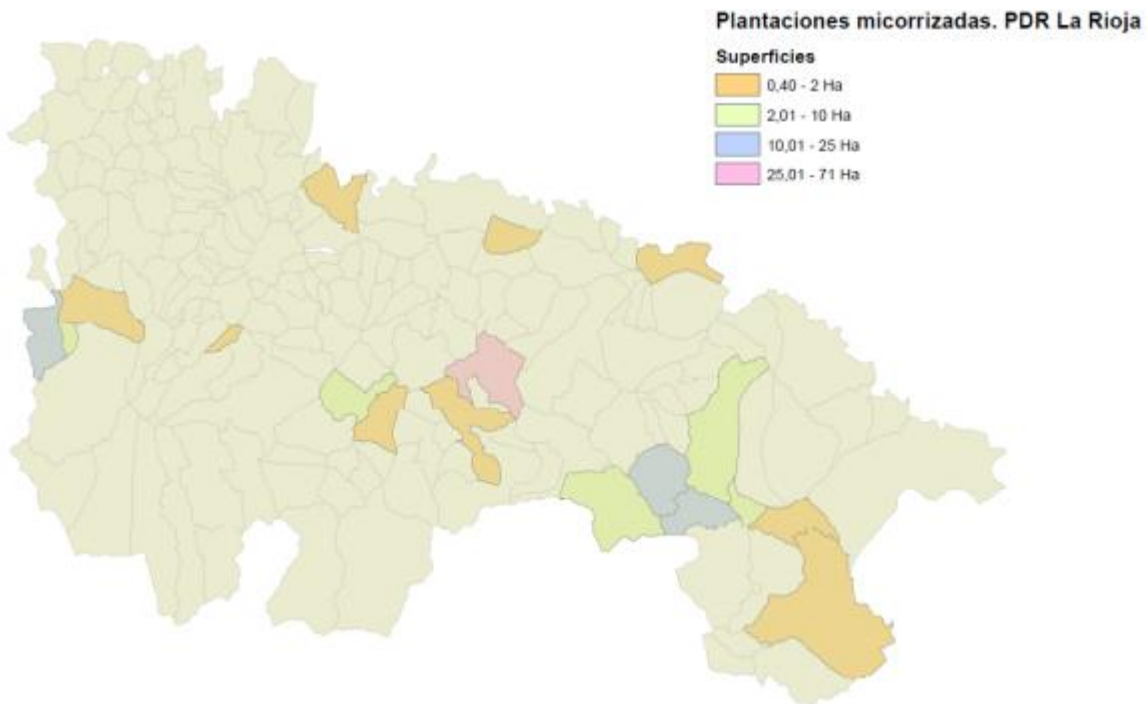 Plantaciones micorrizadas. PDR La Rioja
Superficies
0,40 - 2 Ha
2,01 - 10 Ha
10,01 - 25 Ha
25,01 - 71 Ha